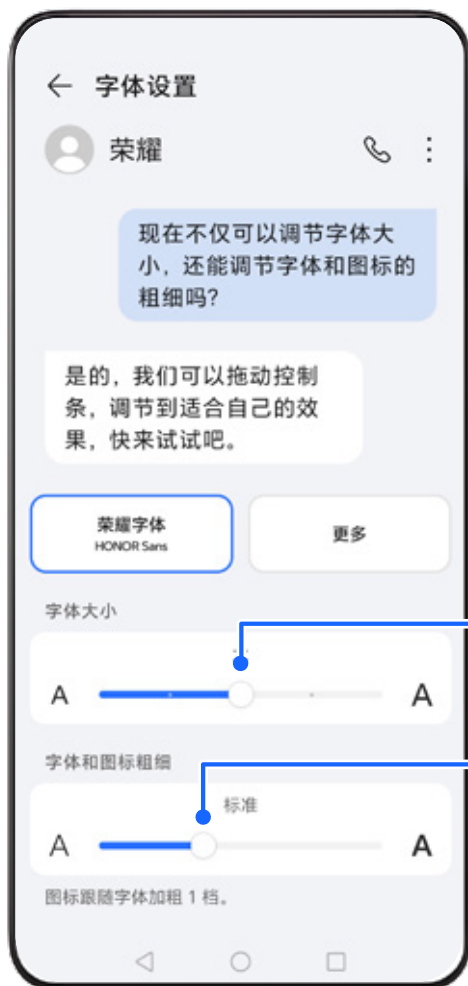 字体设置
荣耀
现在不仅可以调节字体大
小，还能调节字体和图标的
粗细吗？
是的，我们可以拖动控制
条，调节到适合自己的效
果，快来试试吧。
荣耀字体
HONOR Sans
更多
字体大小
A
A
字体和图标粗细
标准
A
A
图标跟随字体加粗 1 档。